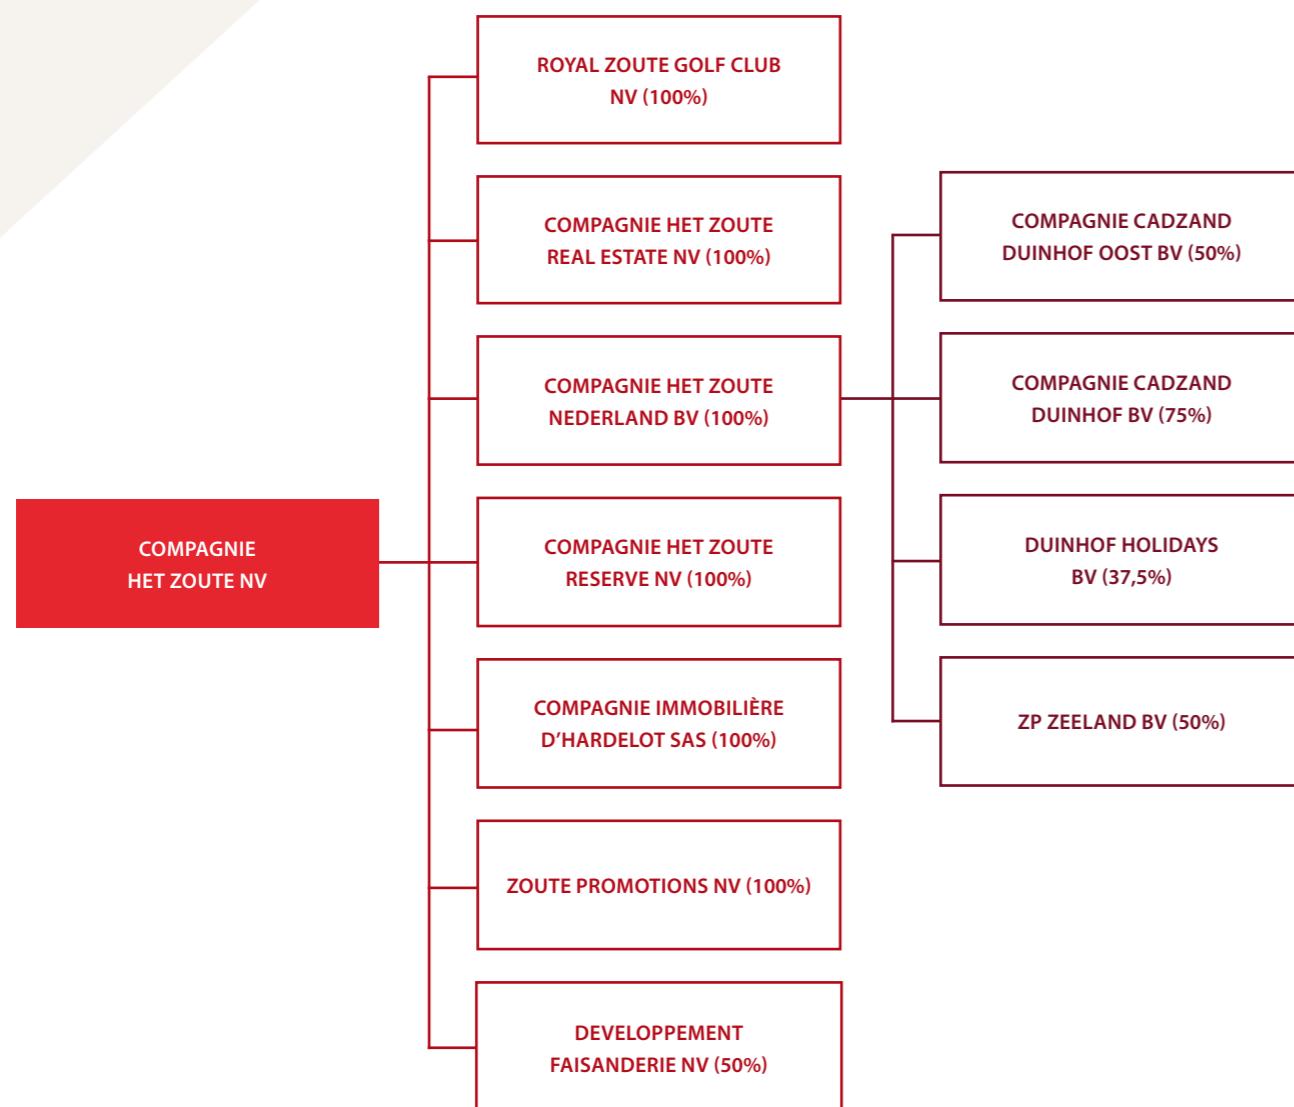 COMPAGNIE
HET ZOUTE NV
ROYAL ZOUTE GOLF CLUB
NV (100%)
COMPAGNIE HET ZOUTE
REAL ESTATE NV (100%)
COMPAGNIE HET ZOUTE
NEDERLAND BV (100%)
COMPAGNIE HET ZOUTE
RESERVE NV (100%)
COMPAGNIE IMMOBILIÈRE
D’HARDELOT SAS (100%)
ZOUTE PROMOTIONS NV (100%)
DEVELOPPEMENT
FAISANDERIE NV (50%)
COMPAGNIE CADZAND
DUINHOF OOST BV (50%)
COMPAGNIE CADZAND
DUINHOF BV (75%)
DUINHOF HOLIDAYS
BV (37,5%)
ZP ZEELAND BV (50%)